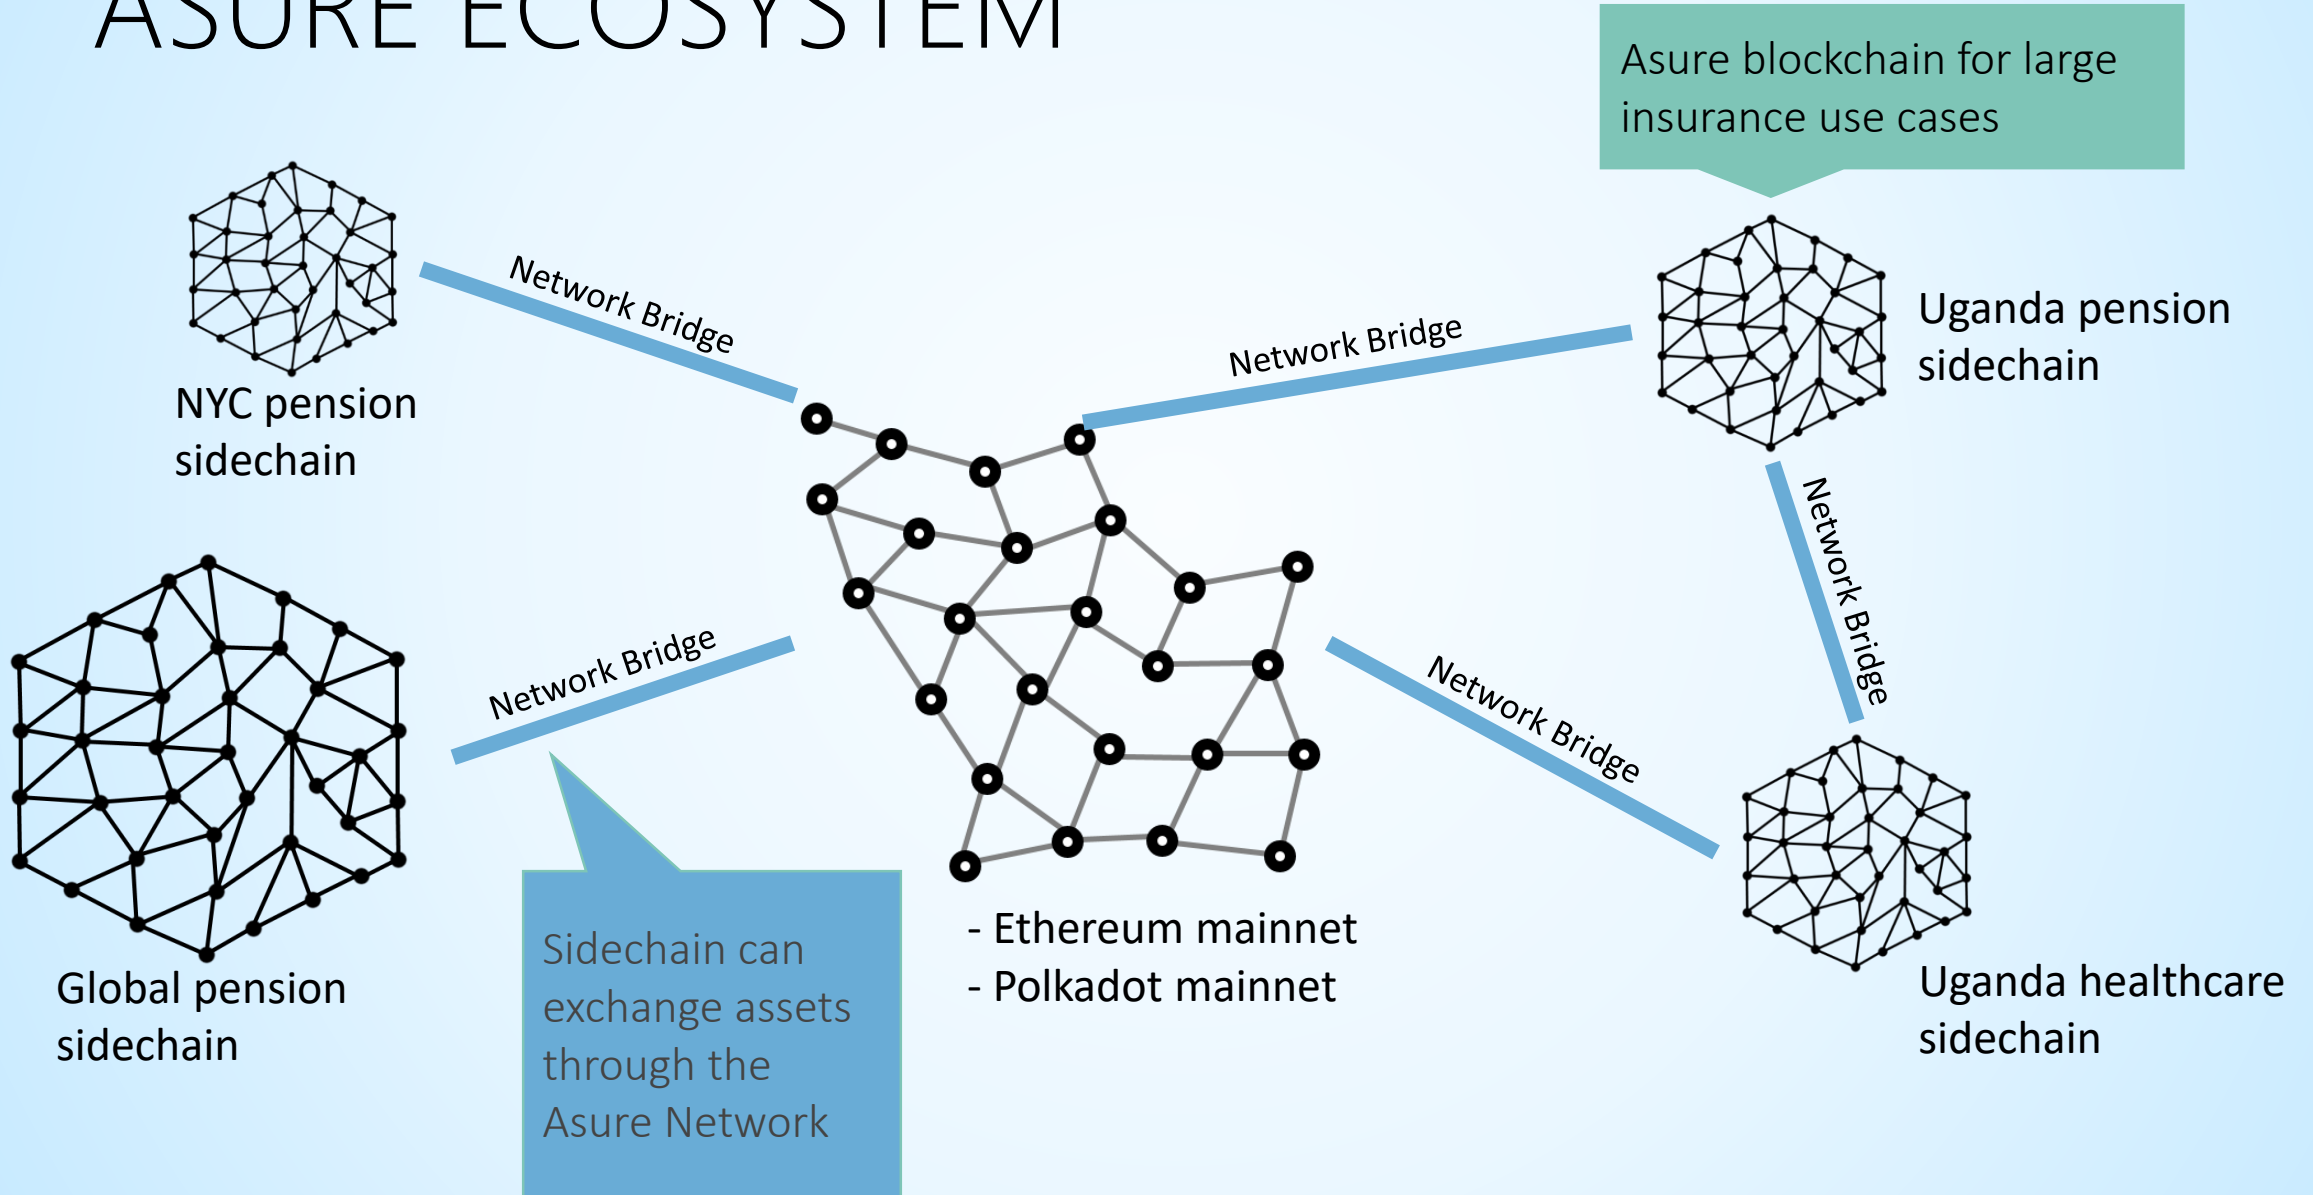 ASURE ECOSYSTEM
Asure blockchain for large
insurance use cases
Network Bridge
Network Bridge
Uganda pension
sidechain
NYC pension
sidechain
Network Bridge
Network Bridge
Network Bridge
Sidechain can
exchange assets
through the
Asure Network
- Ethereum mainnet
- Polkadot mainnet
Global pension
sidechain
Uganda healthcare
sidechain